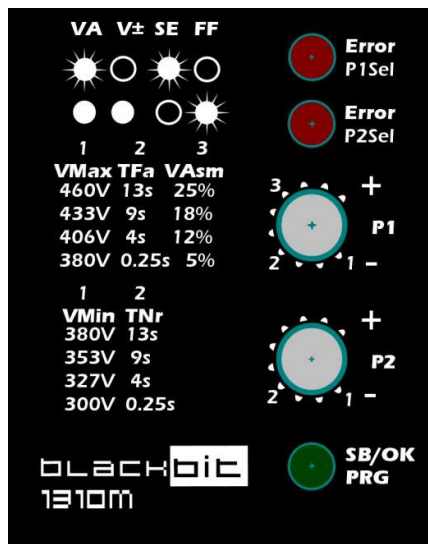 VA V± SE FF
Error
P1Sel
Error
P2Sel
1 2 3
VMax TFa VAsm
460V 13s 25%
433V 9s 18%
406V 4s 12%
380V 0.25s 5%
3 +
P1
2 1 -
1 2
VMin TNr
380V 13s
353V 9s
327V 4s
300V 0.25s
+
P2
2 1 -
blackbit
1310m
SB/OK
PRG